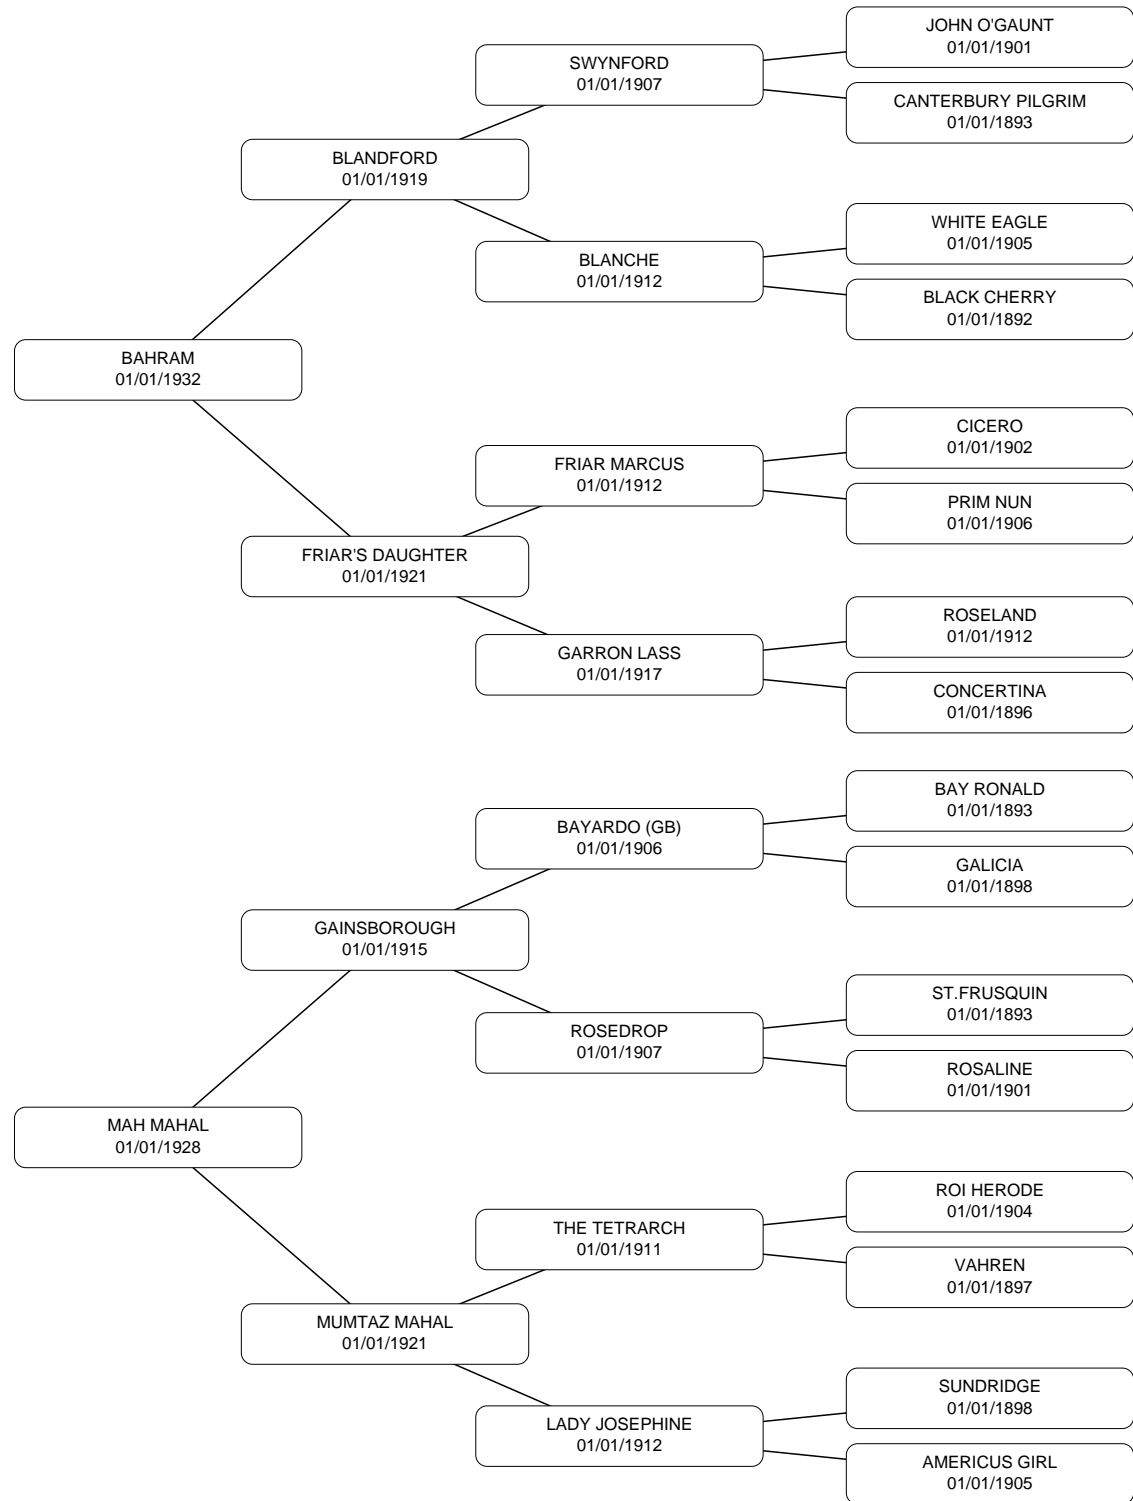 JOHN O'GAUNT
01/01/1901
SWYNFORD
01/01/1907
CANTERBURY PILGRIM
01/01/1893
BLANDFORD
01/01/1919
WHITE EAGLE
01/01/1905
BLANCHE
01/01/1912
BLACK CHERRY
01/01/1892
BAHRAM
01/01/1932
CICERO
01/01/1902
FRIAR MARCUS
01/01/1912
PRIM NUN
01/01/1906
FRIAR'S DAUGHTER
01/01/1921
ROSELAND
01/01/1912
GARRON LASS
01/01/1917
CONCERTINA
01/01/1896
BAY RONALD
01/01/1893
BAYARDO (GB)
01/01/1906
GALICIA
01/01/1898
GAINSBOROUGH
01/01/1915
ST.FRUSQUIN
01/01/1893
ROSEDROP
01/01/1907
ROSALINE
01/01/1901
MAH MAHAL
01/01/1928
ROI HERODE
01/01/1904
THE TETRARCH
01/01/1911
VAHREN
01/01/1897
MUMTAZ MAHAL
01/01/1921
SUNDRIDGE
01/01/1898
LADY JOSEPHINE
01/01/1912
AMERICUS GIRL
01/01/1905